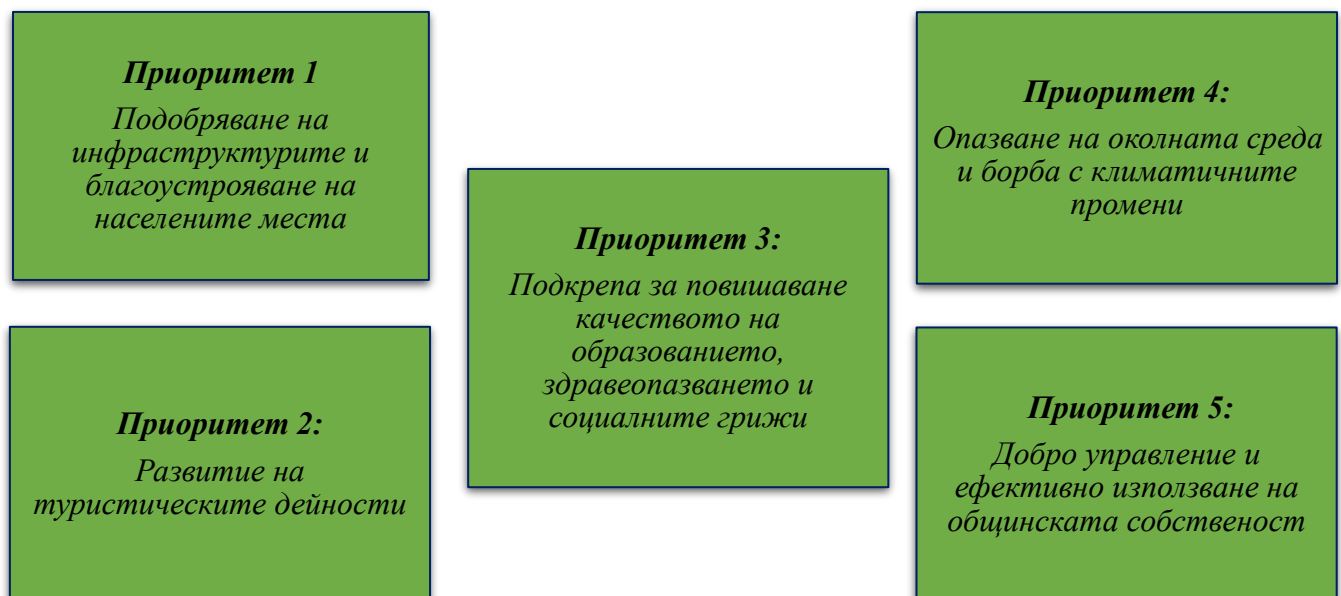 Приоритет 1
Подобряване на
инфраструктурите и
благоустрояване на
населените места
Приоритет 2:
Развитие на
туристическите дейности
Приоритет 3:
Подкрепа за повишаване
качеството на
образованието,
здравеопазването и
социалните грижи
Приоритет 4:
Опазване на околната среда
и борба с климатичните
промени
Приоритет 5:
Добро управление и
ефективно използване на
общинската собственост